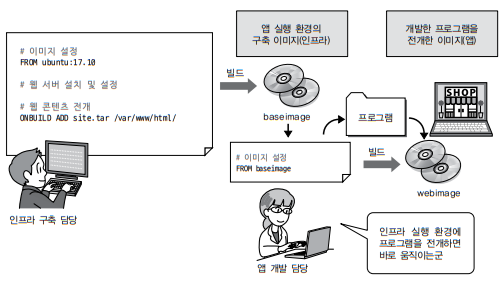 앱 실행 환경의
구축 이미지(인프라)
개발한 프로그램을
전개한 이미지(앱)
# 이미지 설정
FROM ubuntu:17.10
# 웹 서버 설치 및 설정
# 웹 콘텐츠 전개
ONBUILD ADD site.tar /var/www/html/
빌드
baseimage
프로그램
SHOP
# 이미지 설정
FROM baseimage
빌드
webimage
인프라 구축 담당
앱 개발 담당
인프라 실행 환경에
프로그램을 전개하면
바로 움직이는군